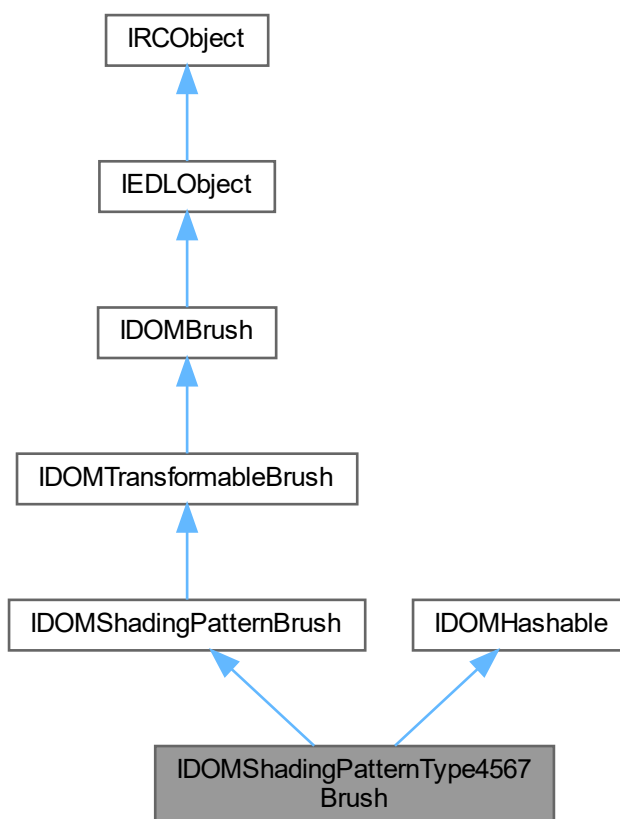 IRCObject
IEDLObject
IDOMBrush
IDOMTransformableBrush
IDOMShadingPatternBrush
IDOMHashable
IDOMShadingPatternType4567
Brush